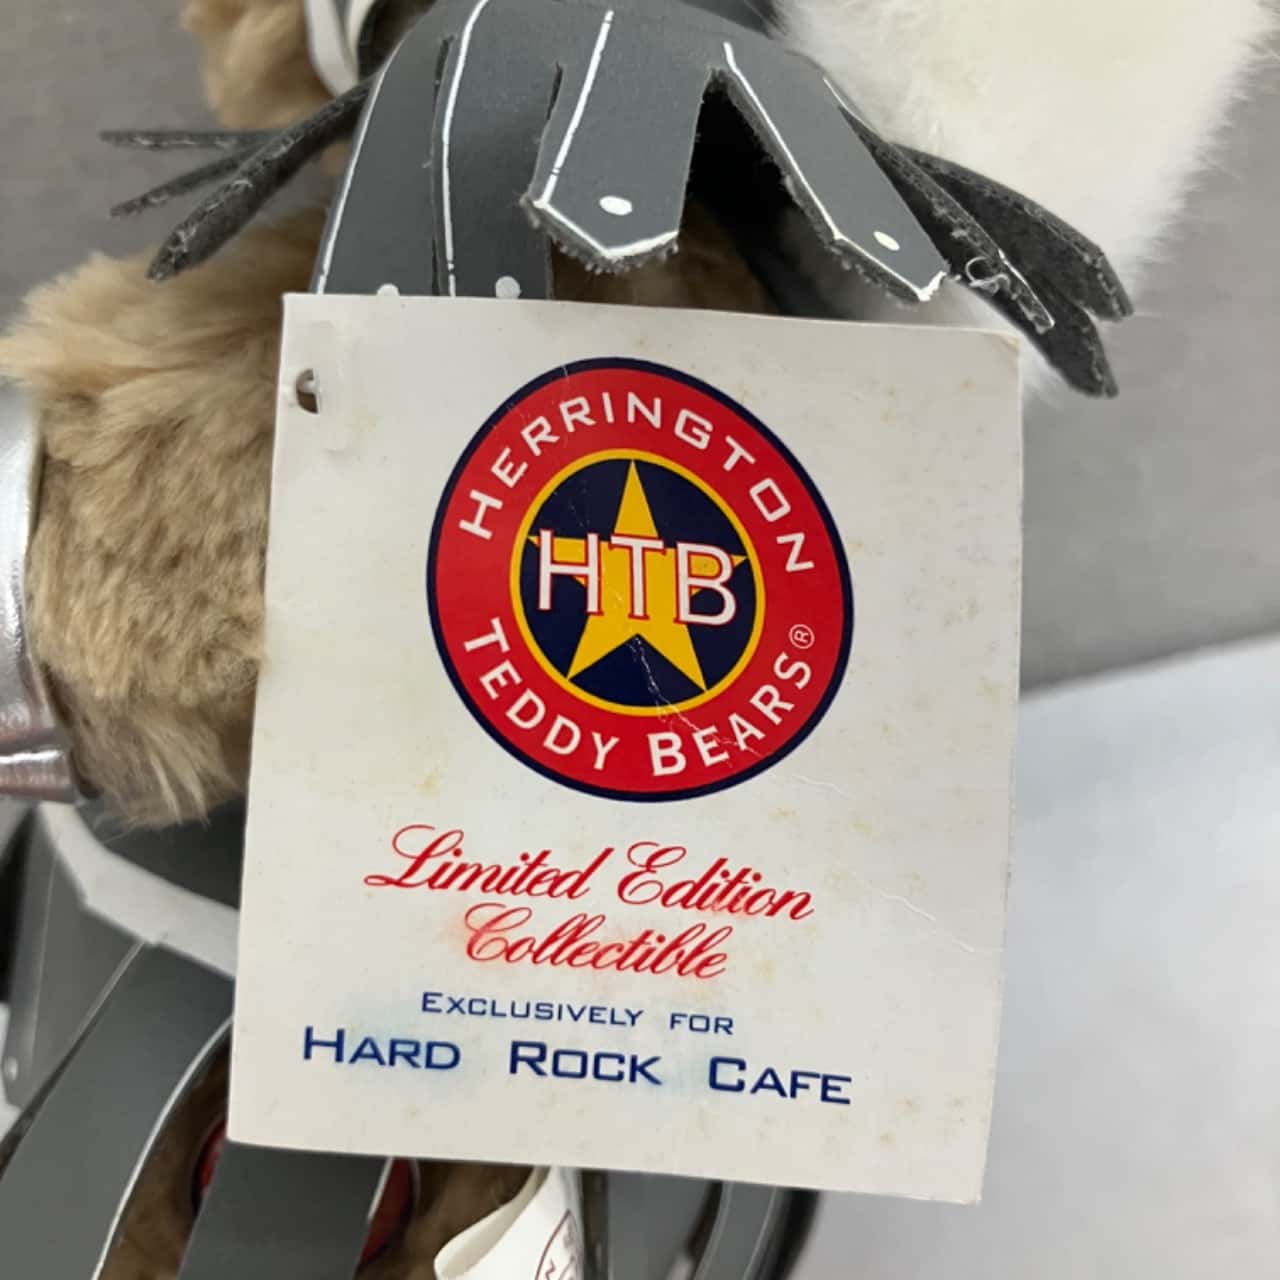 HERRINGTON
HTB
TEDDY BEARS®
Limited Edition
Collectible
EXCLUSIVELY FOR
HARD ROCK CAFE